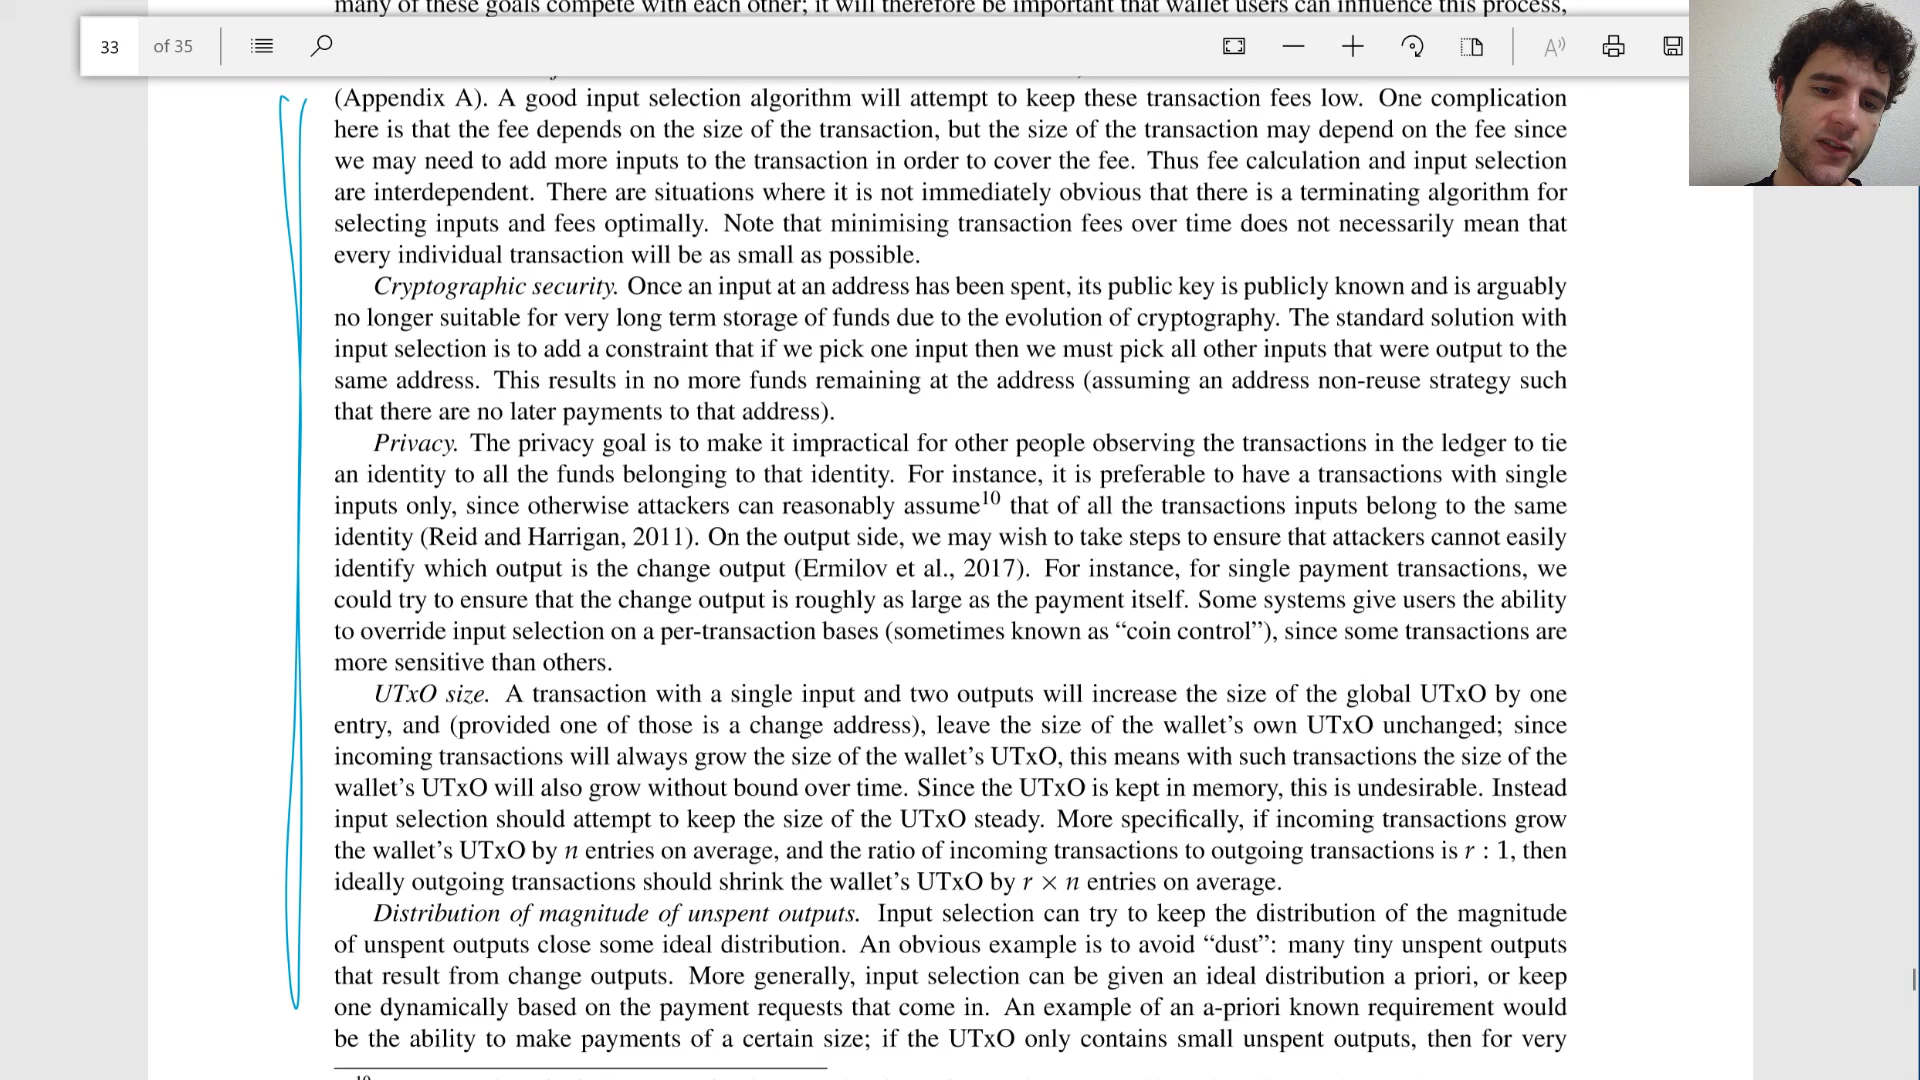 many of these goals compete with each other; it will therefore be important that wallet users can influence this process,
33 of 35
(Appendix A). A good input selection algorithm will attempt to keep these transaction fees low. One complication
here is that the fee depends on the size of the transaction, but the size of the transaction may depend on the fee since
we may need to add more inputs to the transaction in order to cover the fee. Thus fee calculation and input selection
are interdependent. There are situations where it is not immediately obvious that there is a terminating algorithm for
selecting inputs and fees optimally. Note that minimising transaction fees over time does not necessarily mean that
every individual transaction will be as small as possible.
Cryptographic security. Once an input at an address has been spent, its public key is publicly known and is arguably
no longer suitable for very long term storage of funds due to the evolution of cryptography. The standard solution with
input selection is to add a constraint that if we pick one input then we must pick all other inputs that were output to the
same address. This results in no more funds remaining at the address (assuming an address non-reuse strategy such
that there are no later payments to that address).
Privacy. The privacy goal is to make it impractical for other people observing the transactions in the ledger to tie
an identity to all the funds belonging to that identity. For instance, it is preferable to have a transactions with single
inputs only, since otherwise attackers can reasonably assume10 that of all the transactions inputs belong to the same
identity (Reid and Harrigan, 2011). On the output side, we may wish to take steps to ensure that attackers cannot easily
identify which output is the change output (Ermilov et al., 2017). For instance, for single payment transactions, we
could try to ensure that the change output is roughly as large as the payment itself. Some systems give users the ability
to override input selection on a per-transaction bases (sometimes known as “coin control”), since some transactions are
more sensitive than others.
UTxO size. A transaction with a single input and two outputs will increase the size of the global UTxO by one
entry, and (provided one of those is a change address), leave the size of the wallet’s own UTxO unchanged; since
incoming transactions will always grow the size of the wallet’s UTxO, this means with such transactions the size of the
wallet’s UTxO will also grow without bound over time. Since the UTxO is kept in memory, this is undesirable. Instead
input selection should attempt to keep the size of the UTxO steady. More specifically, if incoming transactions grow
the wallet’s UTxO by n entries on average, and the ratio of incoming transactions to outgoing transactions is r : 1, then
ideally outgoing transactions should shrink the wallet’s UTxO by r × n entries on average.
Distribution of magnitude of unspent outputs. Input selection can try to keep the distribution of the magnitude
of unspent outputs close some ideal distribution. An obvious example is to avoid “dust”: many tiny unspent outputs
that result from change outputs. More generally, input selection can be given an ideal distribution a priori, or keep
one dynamically based on the payment requests that come in. An example of an a-priori known requirement would
be the ability to make payments of a certain size; if the UTxO only contains small unspent outputs, then for very